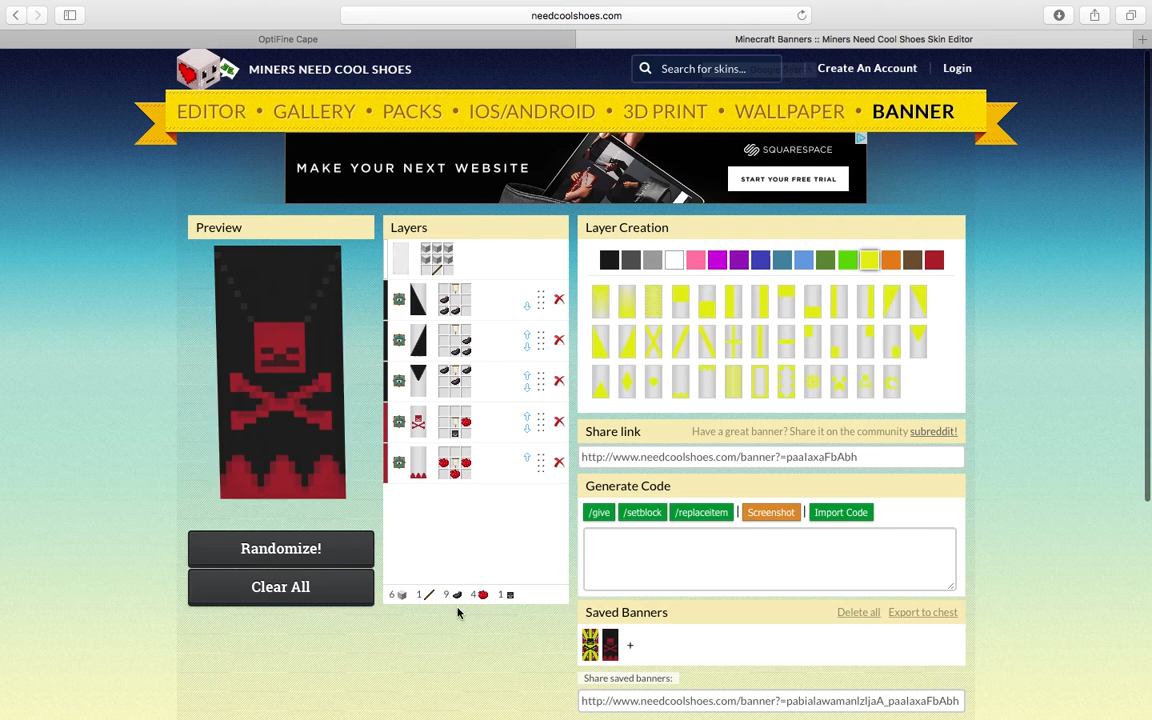 needcoolshoes.com
OptiFine Cape
Minecraft Banners :: Miners Need Cool Shoes Skin Editor
MINERS NEED COOL SHOES
Search for skins...
Create An Account
Login
EDITOR • GALLERY • PACKS • IOS/ANDROID • 3D PRINT • WALLPAPER • BANNER
MAKE YOUR NEXT WEBSITE
SQUARESPACE
START YOUR FREE TRIAL
Preview
Layers
Layer Creation
Share link
Have a great banner? Share it on the community subreddit!
http://www.needcoolshoes.com/banner?=paaIaxaFbAbh
Generate Code
/give
/setblock
/replaceitem
|
Screenshot
|
Import Code
Randomize!
Clear All
6
1
9
4
1
Saved Banners
Delete all
Export to chest
+
Share saved banners:
http://www.needcoolshoes.com/banner?=pabialawamanlzljaA_paaIaxaFbAbh